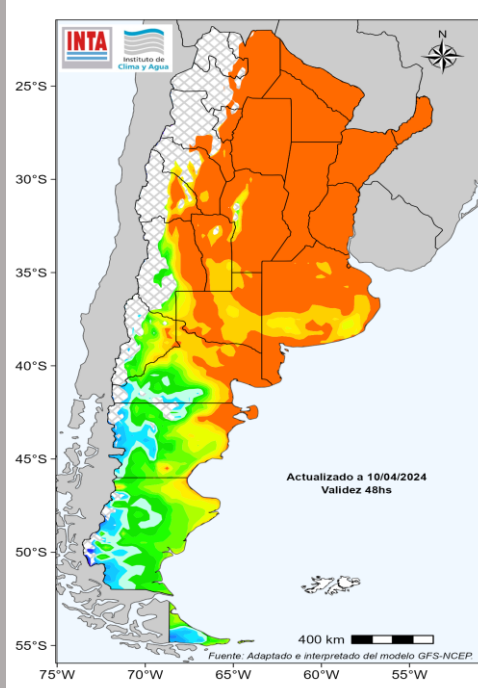 INTA
Instituto de
Clima y Agua
N
25°S
30°S
35°S
40°S
45°S
50°S
55°S
Actualizado a 10/04/2024
Validez 48hs
400 km
Fuente: Adaptado e interpretado del modelo GFS-NCEP.
75°W
70°W
65°W
60°W
55°W